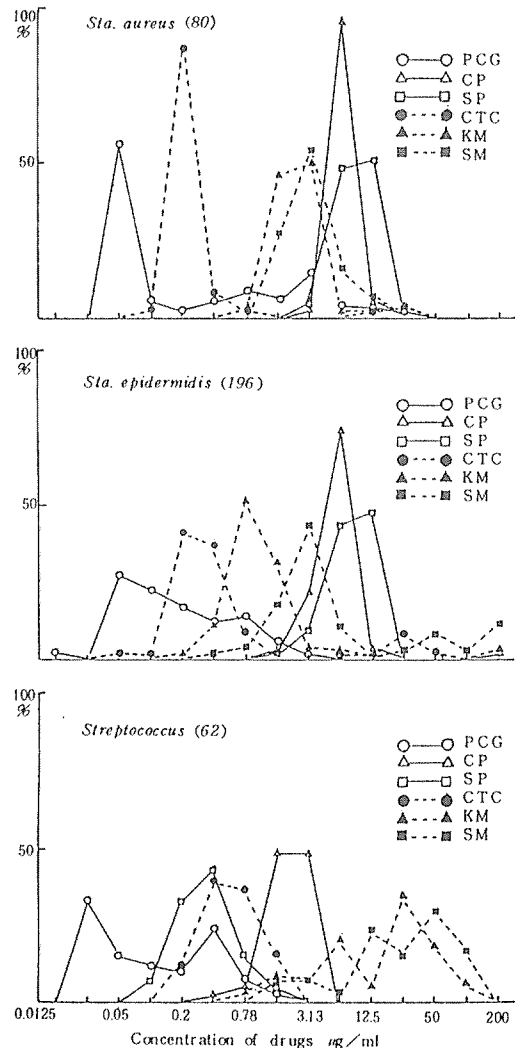 100
%
Sta. aureus (80)
PCG
CP
SP
CTC
KM
SM
50
100
%
Sta. epidermidis (196)
PCG
CP
SP
CTC
KM
SM
50
100
%
Streptococcus (62)
PCG
CP
SP
CTC
KM
SM
50
0.0125 0.05 0.2 0.78 3.13 12.5 50 200
Concentration of drugs μg/ml